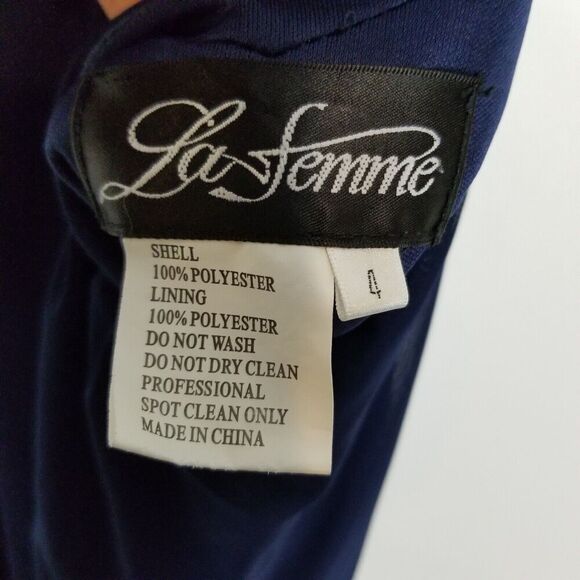 La Femme
SHELL
100% POLYESTER
LINING
100% POLYESTER
DO NOT WASH
DO NOT DRY CLEAN
PROFESSIONAL
SPOT CLEAN ONLY
MADE IN CHINA